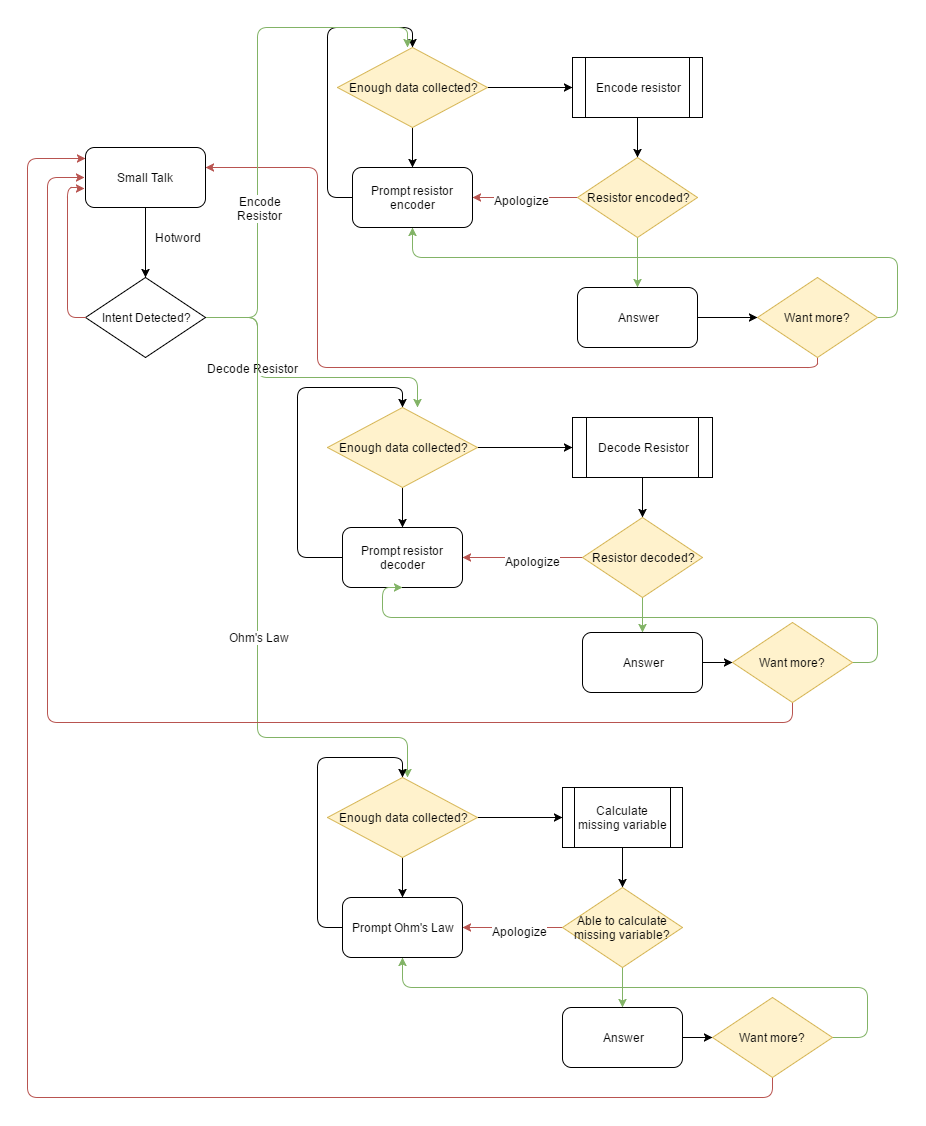 Enough data collected?
Encode resistor
Small Talk
Prompt resistor
encoder
Apologize
Resistor encoded?
Encode
Resistor
Hotword
Intent Detected?
Answer
Want more?
Decode Resistor
Enough data collected?
Decode Resistor
Prompt resistor
decoder
Apologize
Resistor decoded?
Ohm's Law
Answer
Want more?
Enough data collected?
Calculate
missing variable
Prompt Ohm's Law
Apologize
Able to calculate
missing variable?
Answer
Want more?